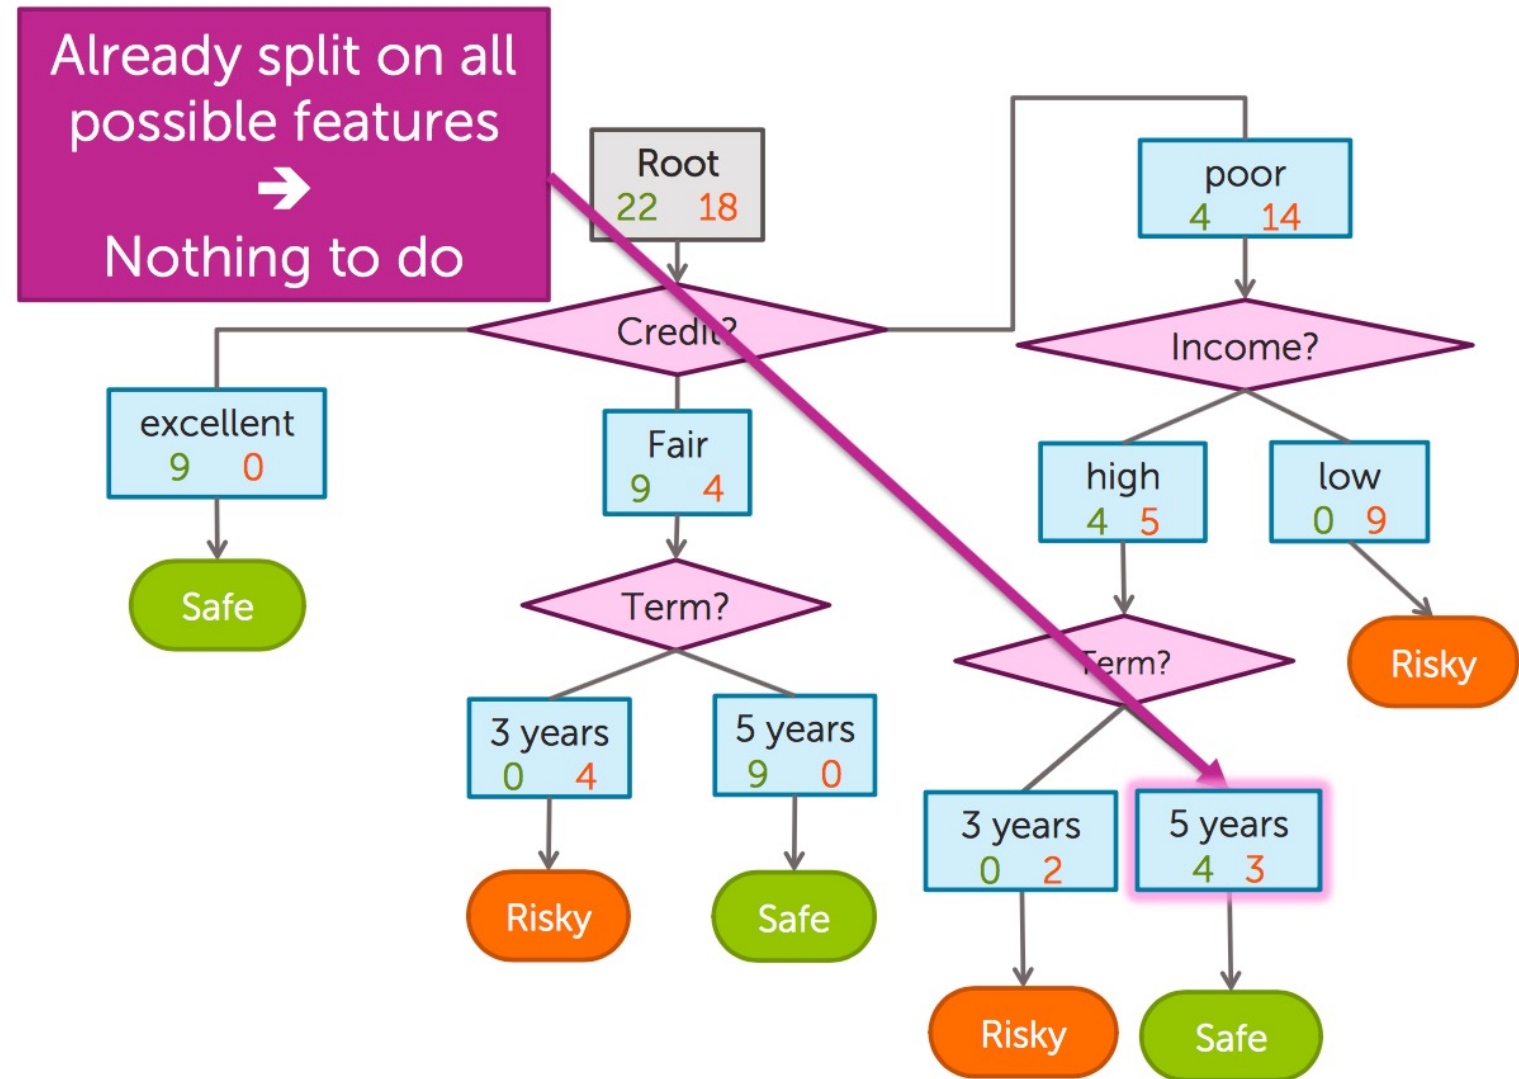 Already split on all
possible features
➔
Nothing to do
Root
22 18
Credit?
excellent
9 0
Safe
Fair
9 4
Term?
3 years
0 4
Risky
5 years
9 0
Safe
poor
4 14
Income?
high
4 5
low
0 9
Risky
Term?
3 years
0 2
Risky
5 years
4 3
Safe